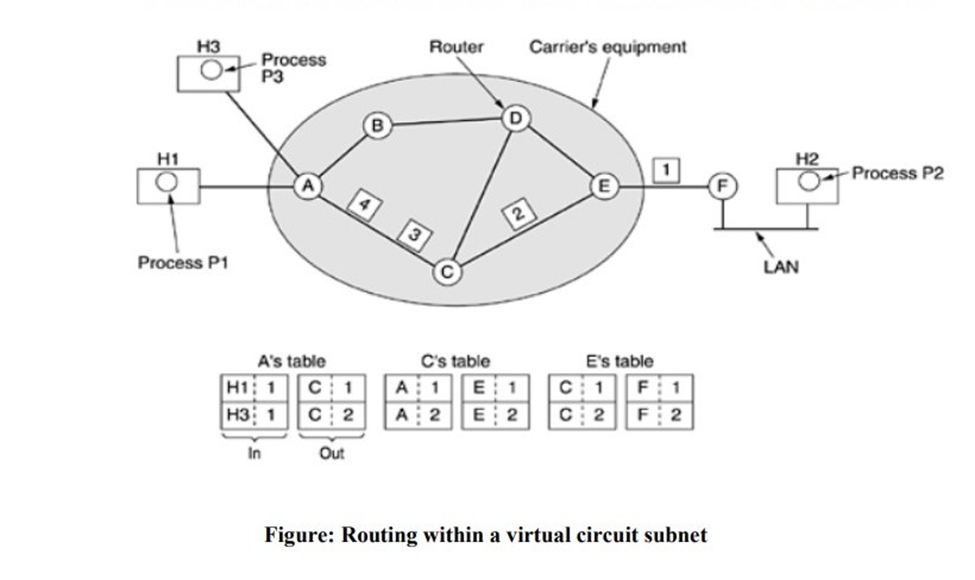 H3
Process
P3
Router
Carrier's equipment
B
D
H1
A
4
3
2
C
E
1
F
H2
Process P2
Process P1
LAN
A's table
C's table
E's table
H1 1 C 1 A 1 E 1 C 1 F 1
H3 1 C 2 A 2 E 2 C 2 F 2
In
Out
Figure: Routing within a virtual circuit subnet